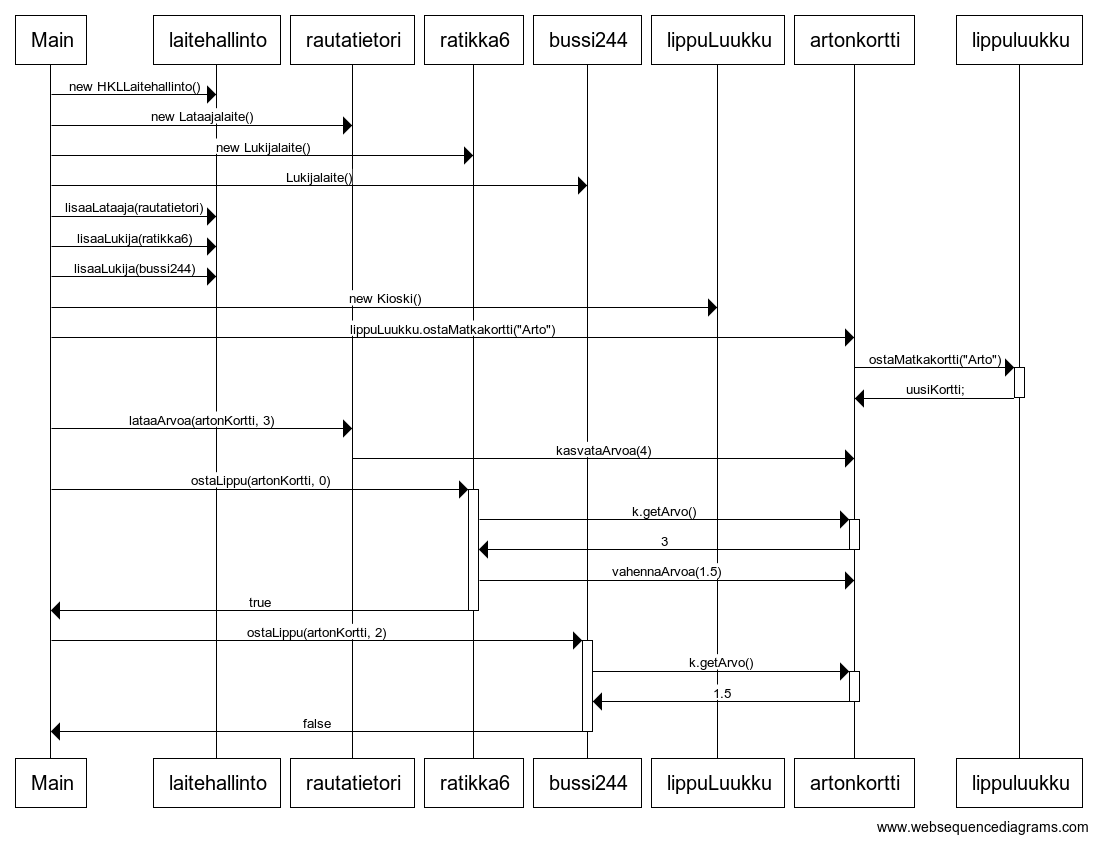 Main laitehallinto rautatietori ratikka6 bussi244 lippuLuukku artonkortti lippuluukku
new HKLLaitehallinto()
new Lataajalaite()
new Lukijalaite()
Lukijalaite()
lisaaLataaja(rautatietori)
lisaaLukija(ratikka6)
lisaaLukija(bussi244)
new Kioski()
lippuLuukku.ostaMatkakortti("Arto")
ostaMatkakortti("Arto")
uusiKortti;
lataaArvoa(artonKortti, 3)
kasvataArvoa(4)
ostaLippu(artonKortti, 0)
k.getArvo()
3
vahennaArvoa(1.5)
true
ostaLippu(artonKortti, 2)
k.getArvo()
1.5
false
Main laitehallinto rautatietori ratikka6 bussi244 lippuLuukku artonkortti lippuluukku
www.websequencediagrams.com